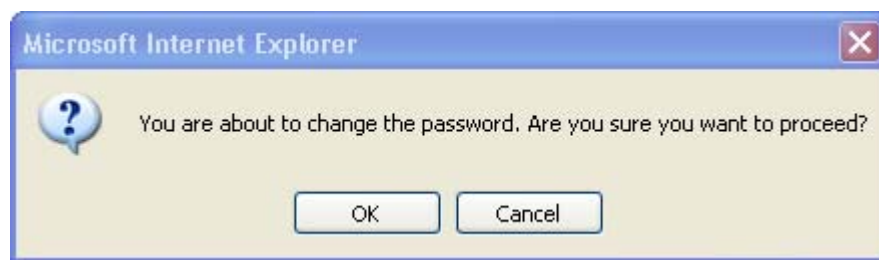 Microsoft Internet Explorer
You are about to change the password. Are you sure you want to proceed?
OK
Cancel